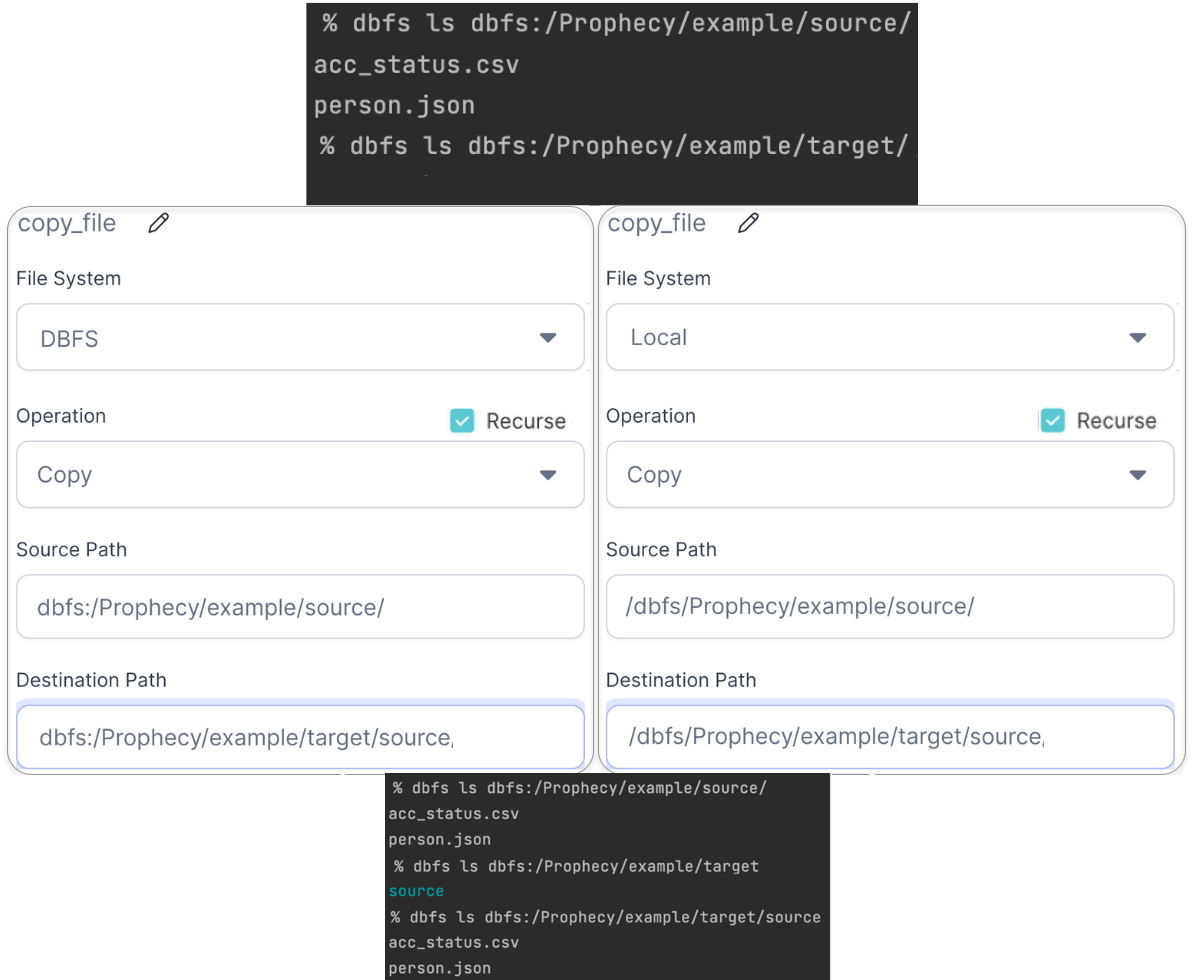 % dbfs ls dbfs:/Prophecy/example/source/
acc_status.csv
person.json
% dbfs ls dbfs:/Prophecy/example/target/
copy_file
File System
DBFS
Operation
Recurse
Copy
Source Path
dbfs:/Prophecy/example/source/
Destination Path
dbfs:/Prophecy/example/target/source/
copy_file
File System
Local
Operation
Recurse
Copy
Source Path
/dbfs/Prophecy/example/source/
Destination Path
/dbfs/Prophecy/example/target/source/
% dbfs ls dbfs:/Prophecy/example/source/
acc_status.csv
person.json
% dbfs ls dbfs:/Prophecy/example/target
source
% dbfs ls dbfs:/Prophecy/example/target/source
acc_status.csv
person.json